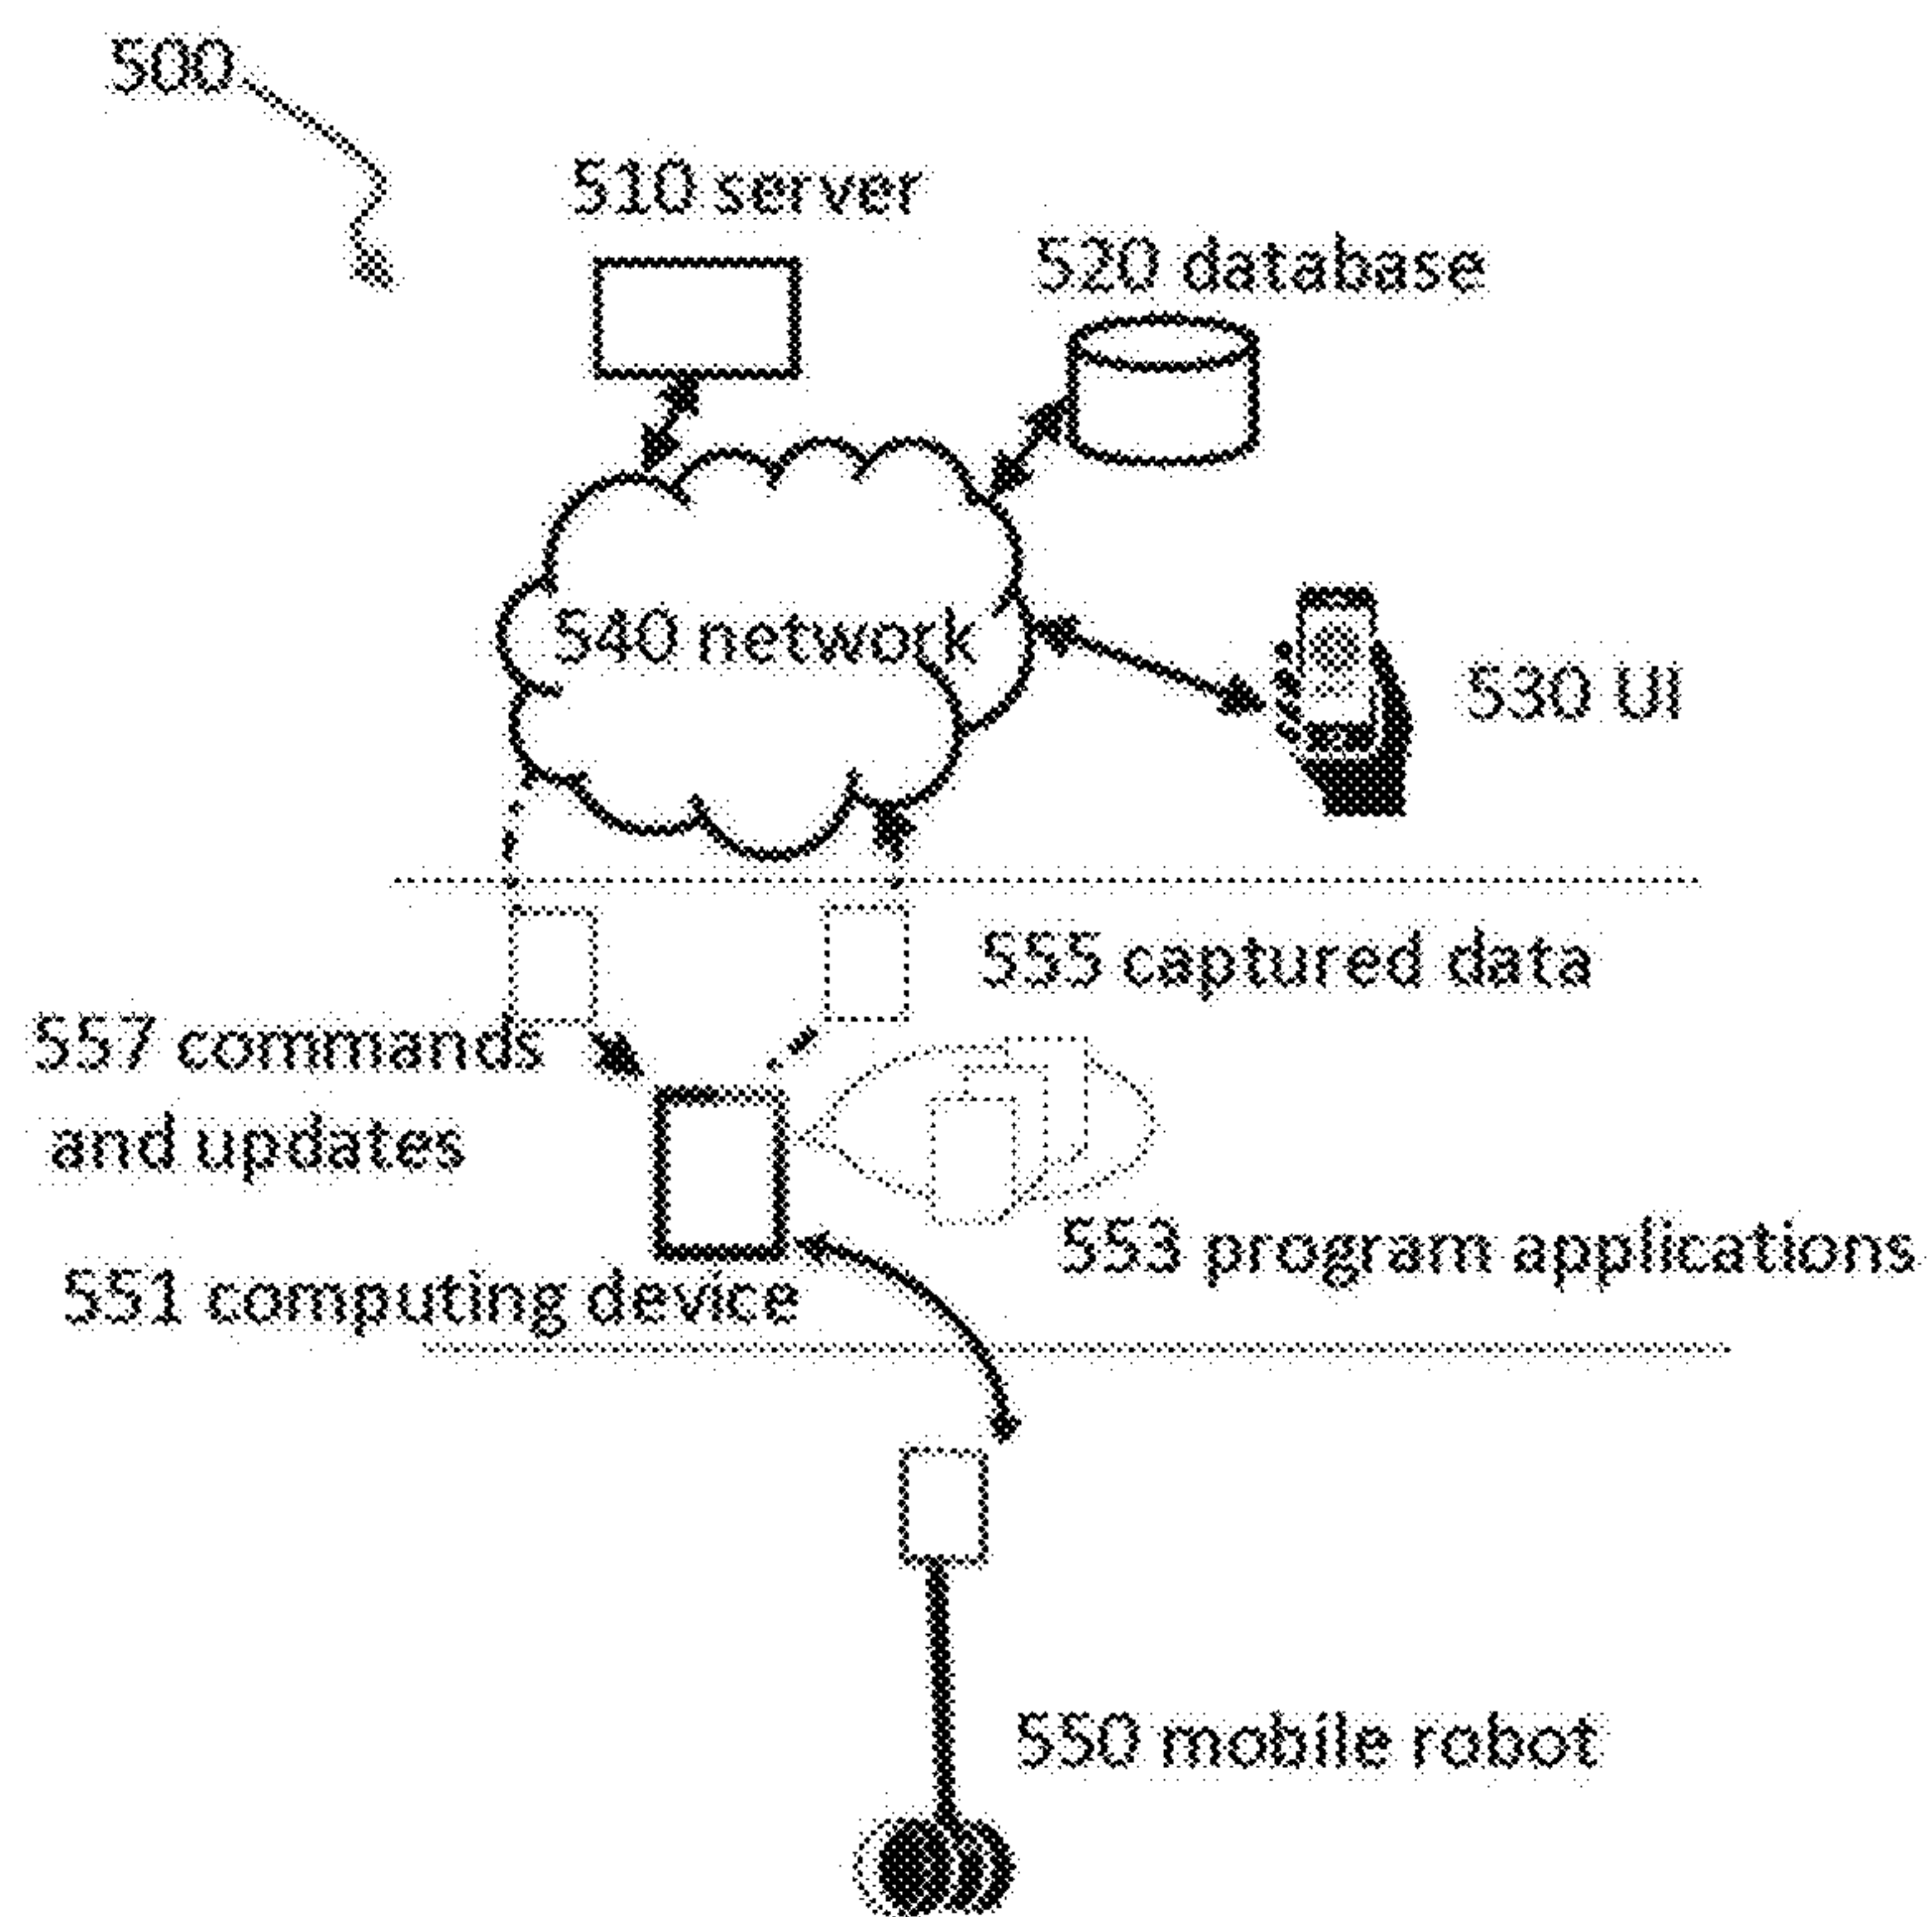 500
510 server
520 database
540 network
530 UI
555 captured data
557 commands
and updates
553 program applications
551 computing device
550 mobile robot